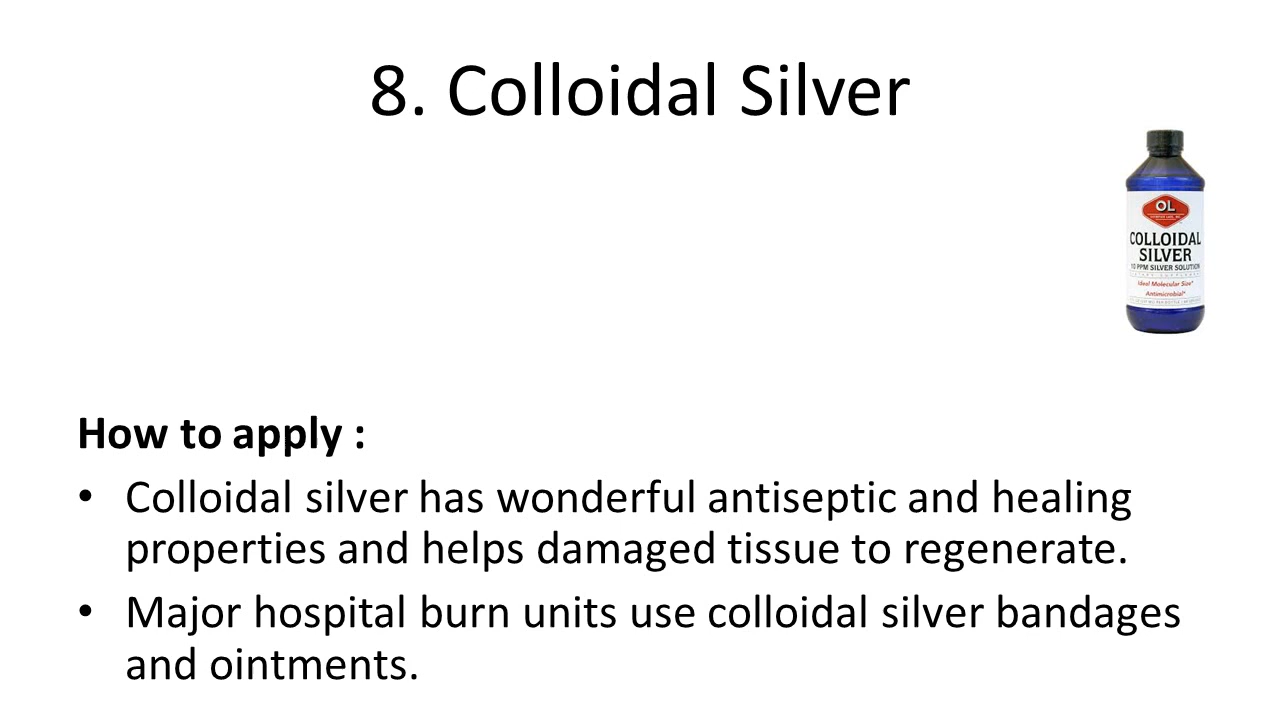 8. Colloidal Silver
OL
COLLOIDAL
SILVER
10 PPM SILVER SOLUTION
Ideal Molecular Size*
Antimicrobial*
How to apply :
• Colloidal silver has wonderful antiseptic and healing
properties and helps damaged tissue to regenerate.
• Major hospital burn units use colloidal silver bandages
and ointments.